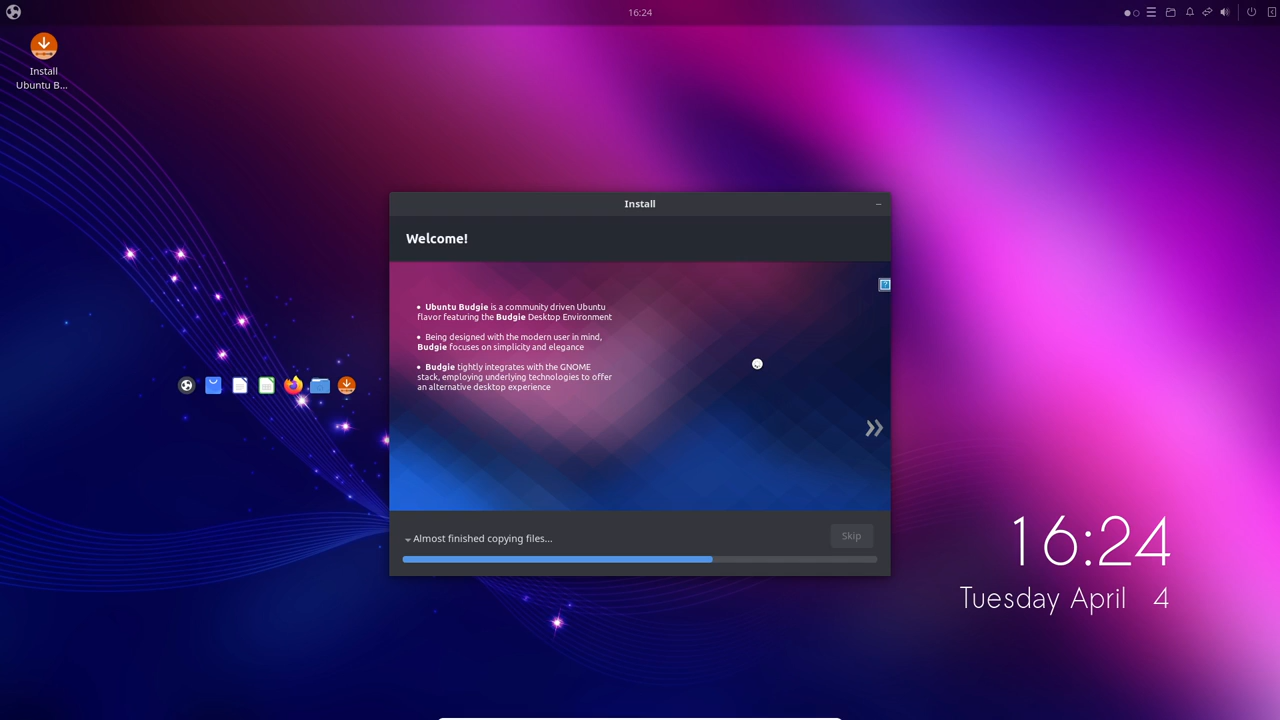 16:24
Install
Ubuntu B...
Install
Welcome!
• Ubuntu Budgie is a community driven Ubuntu
flavor featuring the Budgie Desktop Environment
• Being designed with the modern user in mind,
Budgie focuses on simplicity and elegance
• Budgie tightly integrates with the GNOME
stack, employing underlying technologies to offer
an alternative desktop experience
Almost finished copying files...
Skip
16:24
Tuesday April 4